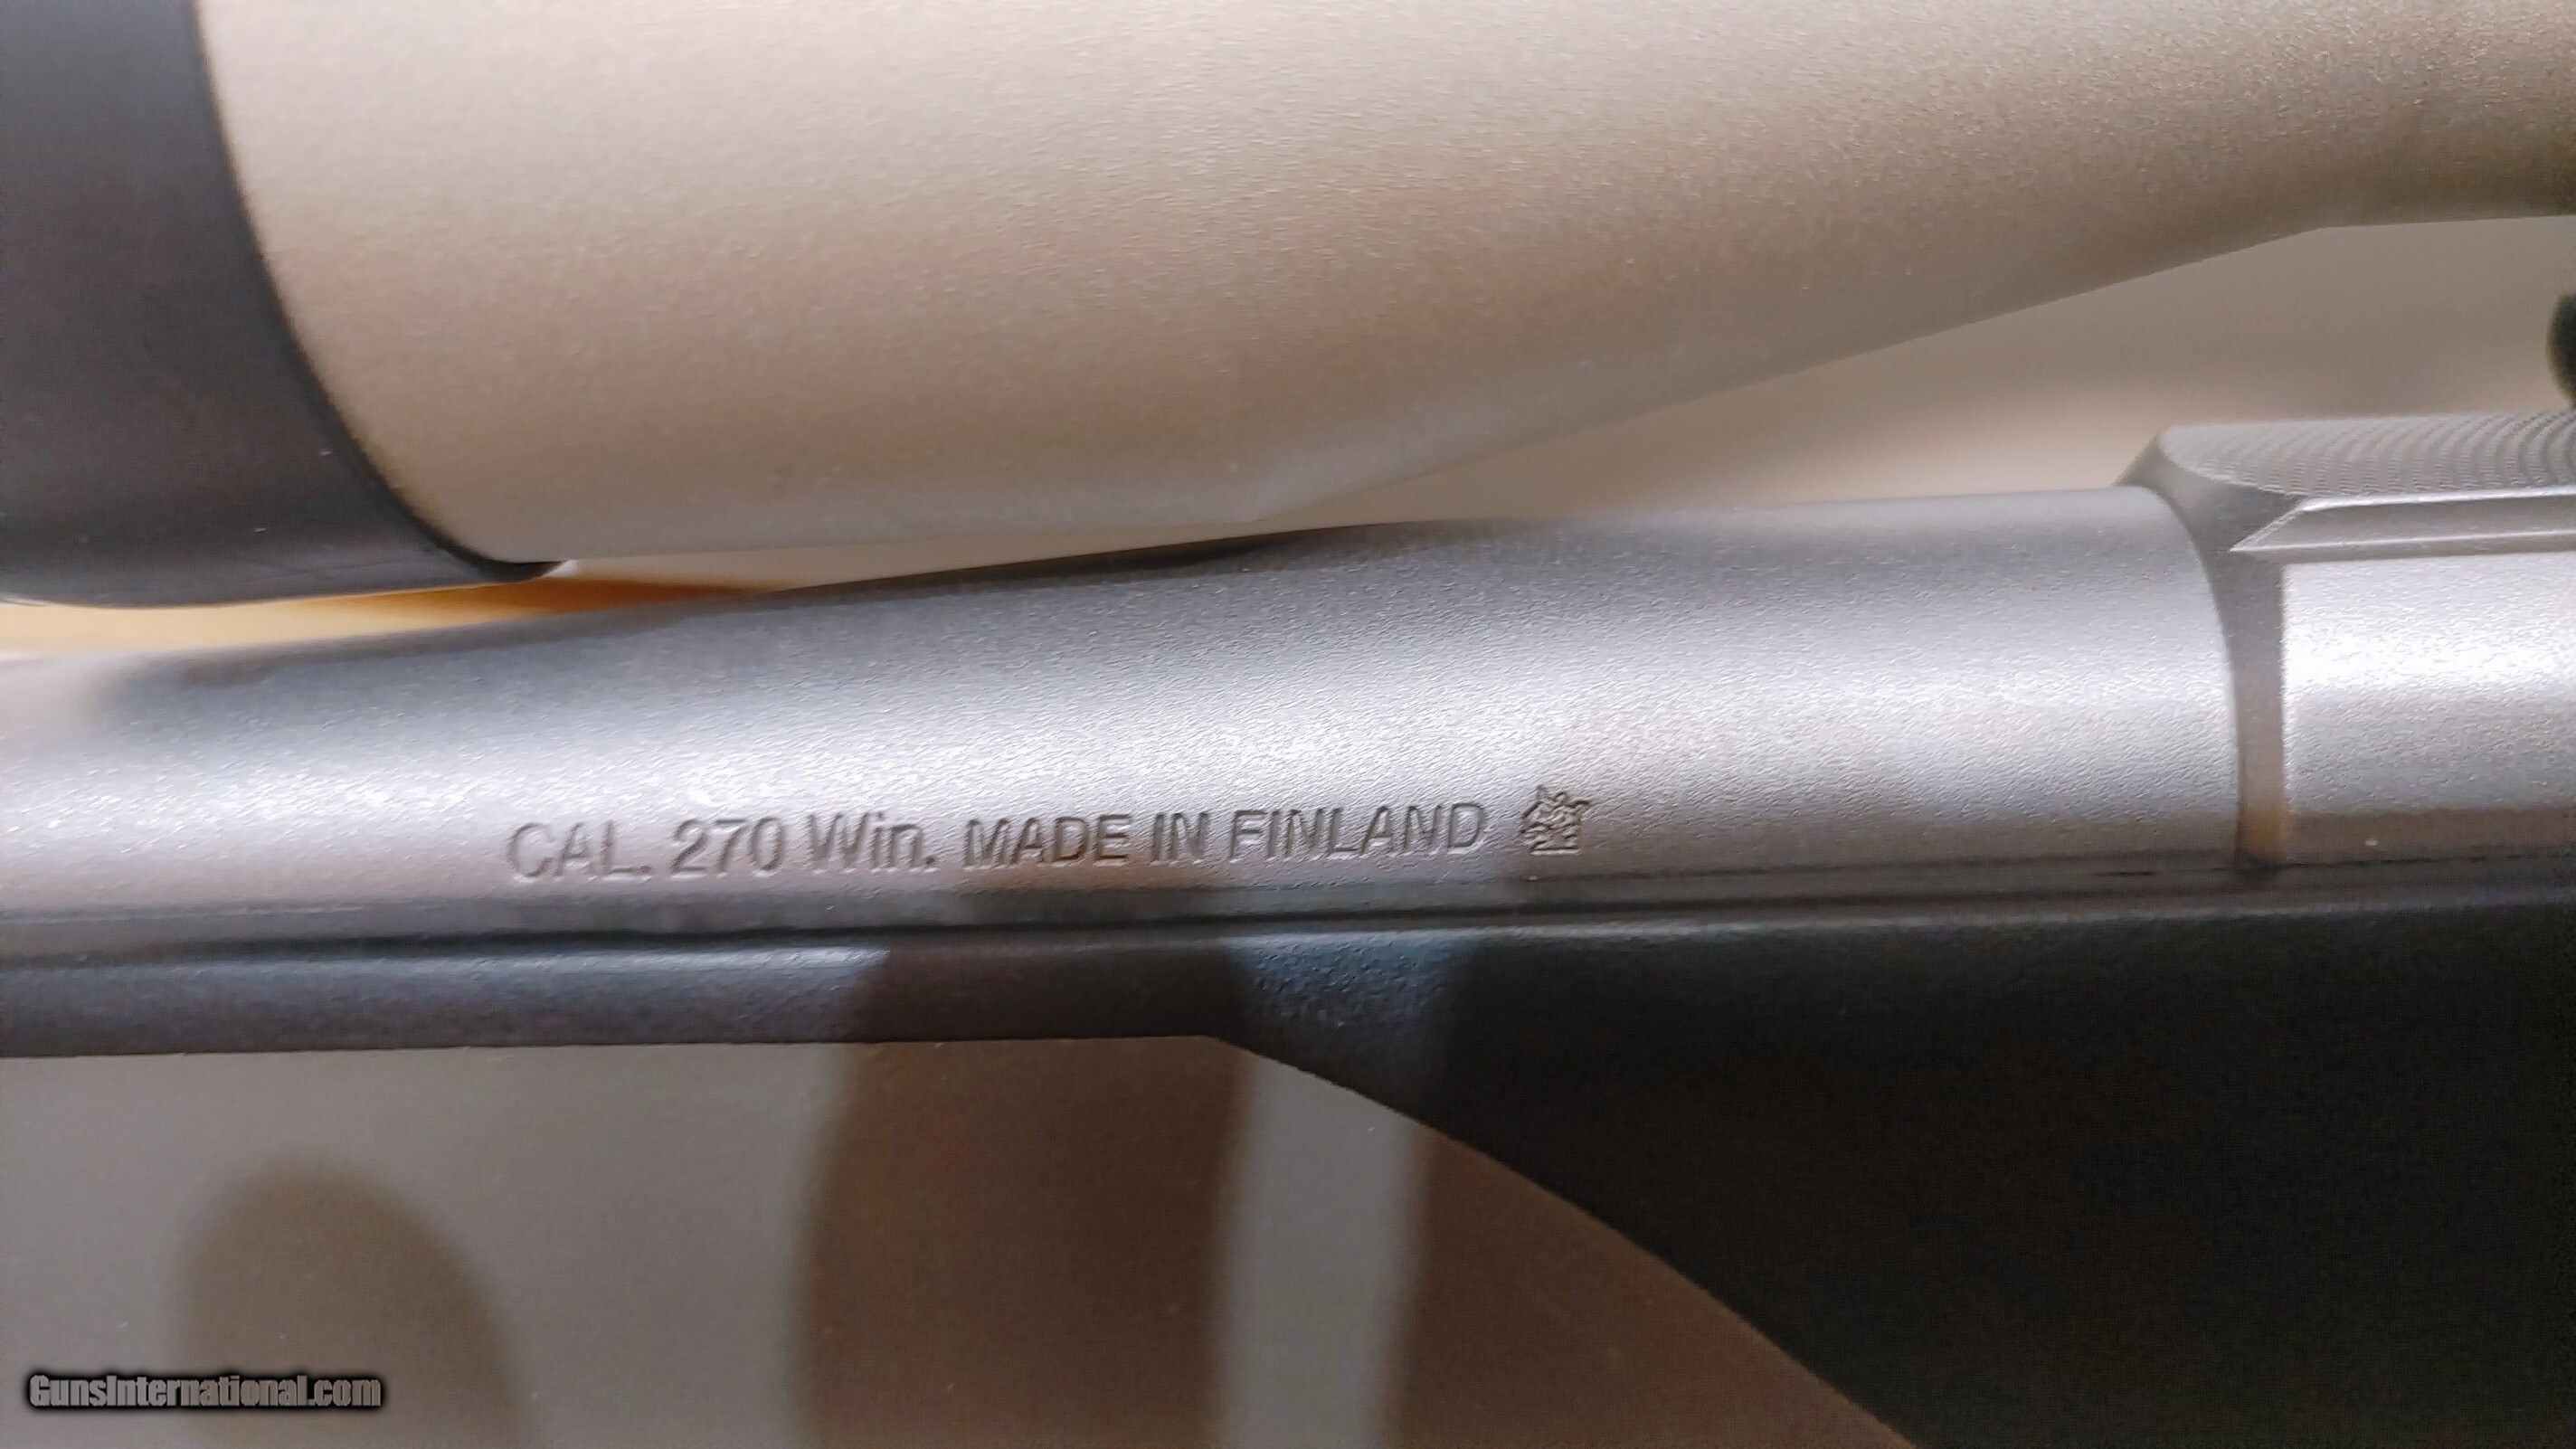 CAL. 270 Win. MADE IN FINLAND
GunsInternational.com